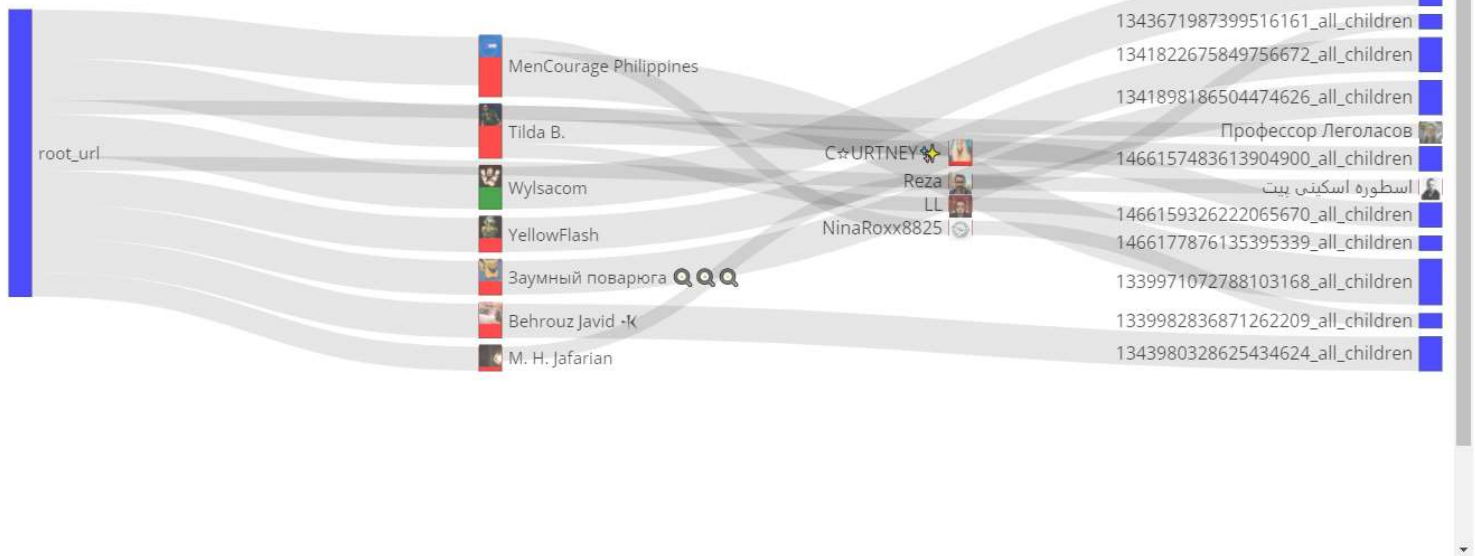 root_url
MenCourage Philippines
Tilda B.
Wylsacom
YellowFlash
Заумный поварюга 🔍🔍🔍
Behrouz Javid
M. H. Jafarian
C☆URTNEY✨
Reza
LL
NinaRoxx8825
1343671987399516161_all_children
1341822675849756672_all_children
1341898186504474626_all_children
Профессор Леголасов
1466157483613904900_all_children
اسطوره اسکینی پیت
1466159326222065670_all_children
1466177876135395339_all_children
1339971072788103168_all_children
1339982836871262209_all_children
1343980328625434624_all_children